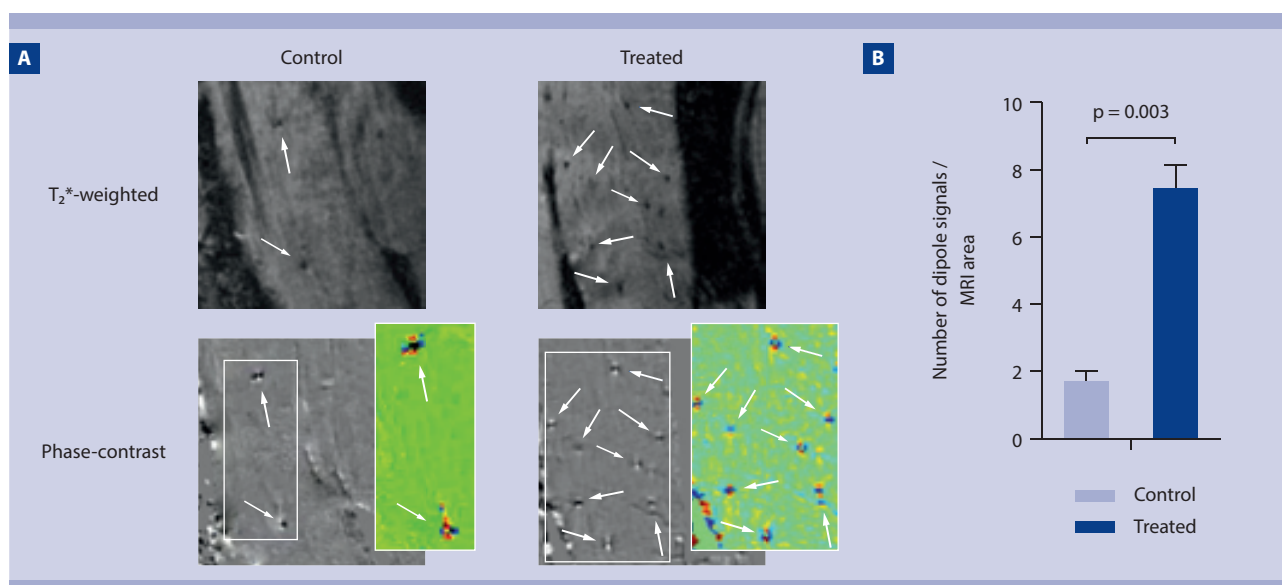 A
Control
Treated
T₂*-weighted
Phase-contrast
B
Number of dipole signals /
MRI area
10
8
6
4
2
0
p = 0.003
Control
Treated